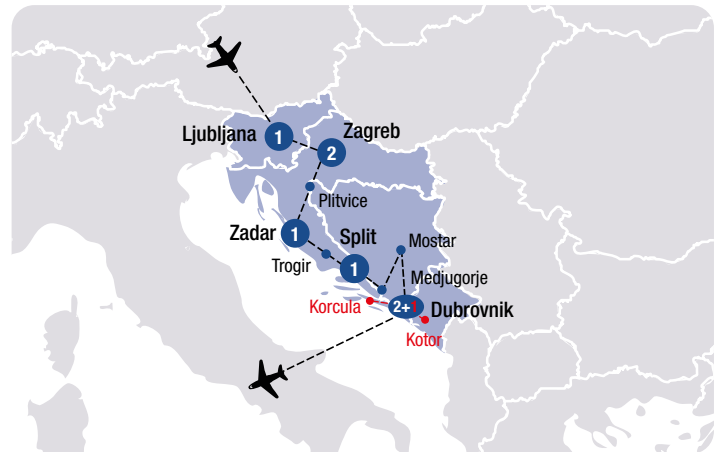 Ljubljana
1
Zagreb
2
Plitvice
Zadar
1
Trogir
Split
1
Mostar
Medjugorje
Korcula
2+1
Dubrovnik
Kotor